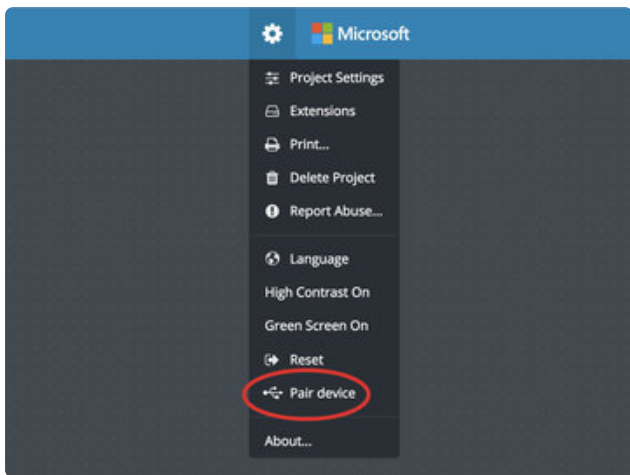 Microsoft
Project Settings
Extensions
Print...
Delete Project
Report Abuse...
Language
High Contrast On
Green Screen On
Reset
Pair device
About...